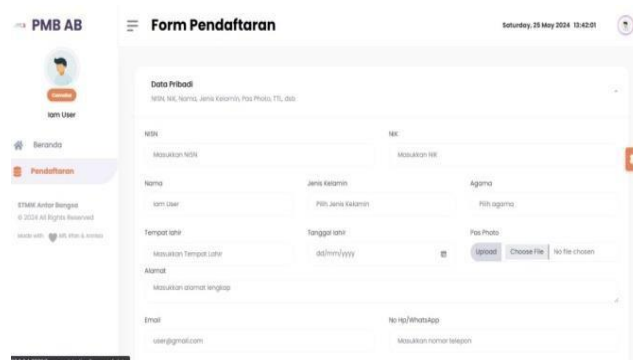 PMB AB
Form Pendaftaran
Saturday, 25 May 2024 13:42:01
Iam User
Beranda
Pendaftaran
STMIK Antar Bangsa
© 2024 All Rights Reserved
Made with
Data Pribadi
NISN, NIK, Nama, Jenis Kelamin, Pas Photo, TTL, dsb
NISN
NIK
Masukkan NISN
Masukkan NIK
Nama
Jenis Kelamin
Agama
Iam User
Pilih Jenis Kelamin
Pilih agama
Tempat lahir
Tanggal lahir
Pas Photo
Masukkan Tempat Lahir
dd/mm/yyyy
Upload
Choose File
No file chosen
Alamat
Masukkan alamat lengkap
Email
No Hp/WhatsApp
user@gmail.com
Masukkan nomor telepon